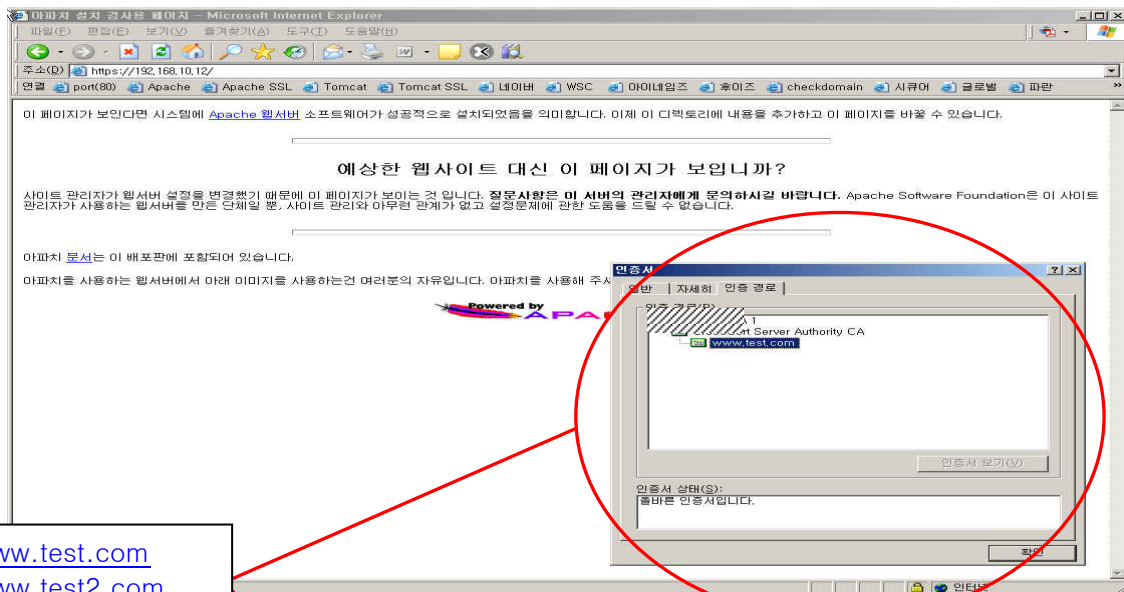 아파치 설치 검사용 페이지 - Microsoft Internet Explorer
파일(F) 편집(E) 보기(V) 즐겨찾기(A) 도구(T) 도움말(H)
주소(D) https://192.168.10.12/
연결 port(80) Apache Apache SSL Tomcat Tomcat SSL 네이버 WSC 아이네임즈 후이즈 checkdomain 시큐어 글로벌 파란 »
이 페이지가 보인다면 시스템에 Apache 웹서버 소프트웨어가 성공적으로 설치되었음을 의미합니다. 이제 이 디렉토리에 내용을 추가하고 이 페이지를 바꿀 수 있습니다.
예상한 웹사이트 대신 이 페이지가 보입니까?
사이트 관리자가 웹서버 설정을 변경했기 때문에 이 페이지가 보이는 것 입니다. 질문사항은 이 서버의 관리자에게 문의하시길 바랍니다. Apache Software Foundation은 이 사이트
관리자가 사용하는 웹서버를 만든 단체일 뿐, 사이트 관리와 아무런 관계가 없고 설정문제에 관한 도움을 드릴 수 없습니다.
아파치 문서는 이 배포판에 포함되어 있습니다.
아파치를 사용하는 웹서버에서 아래 이미지를 사용하는건 여러분의 자유입니다. 아파치를 사용해 주시
Powered by
APAC
인증서
일반 자세히 인증 경로
인증 경로(P)
1
Server Authority CA
www.test.com
인증서 보기(V)
인증서 상태(S):
올바른 인증서입니다.
확인
ww.test.com
ww.test2.com
인터넷